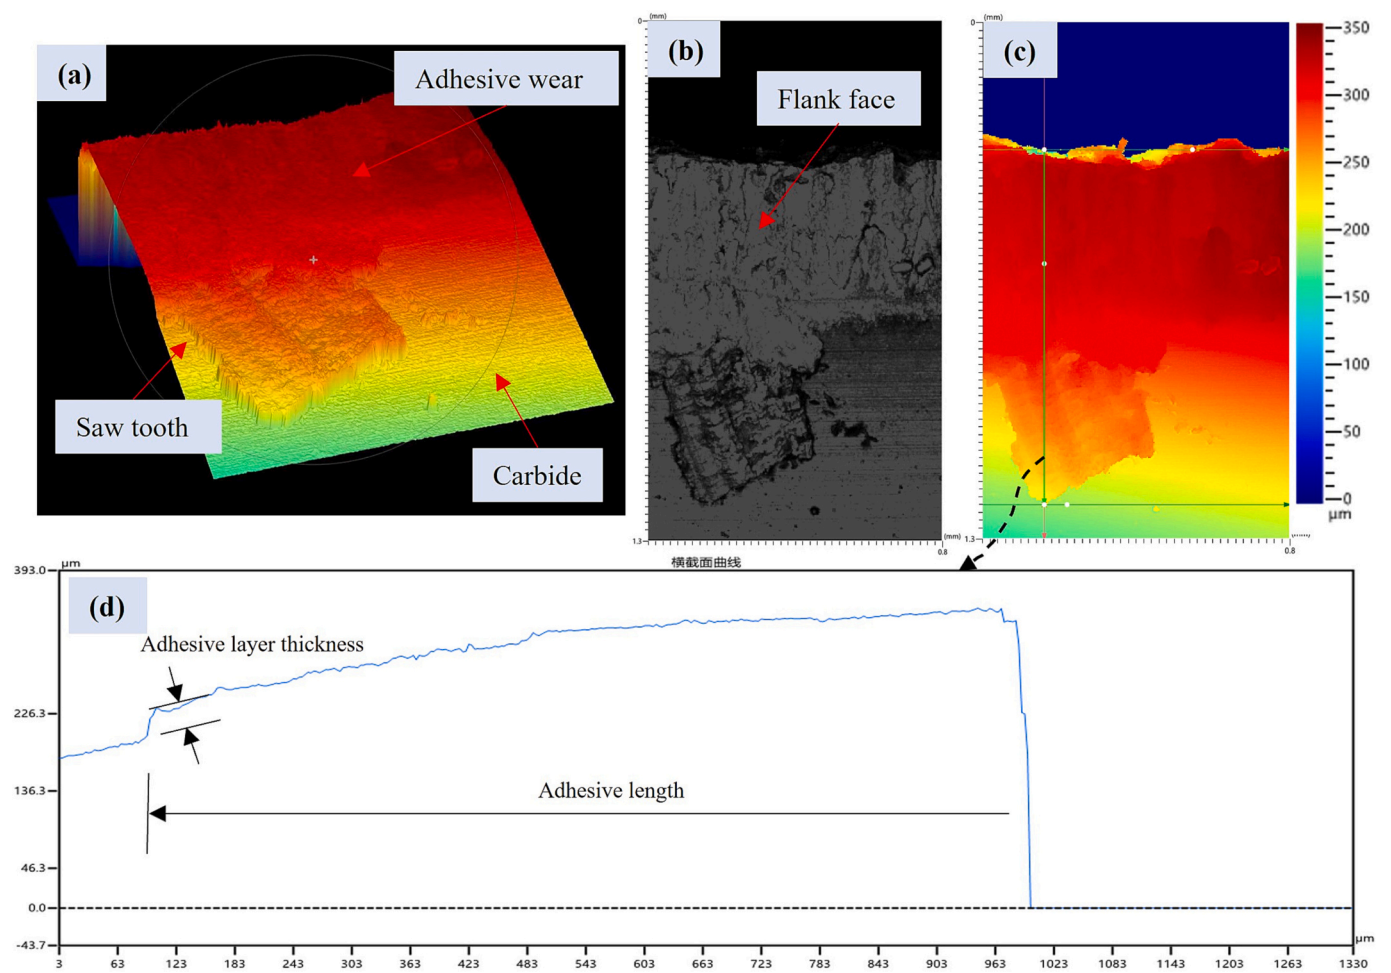 (a)
Adhesive wear
Saw tooth
Carbide
0
(mm)
(b)
Flank face
1.3
(mm)
0.8
0
(mm)
(c)
1.3
0.8
350
300
250
200
150
100
50
0
μm
横截面曲线
μm
393.0
226.3
136.3
46.3
0.0
-43.7
(d)
Adhesive layer thickness
Adhesive length
μm
3 63 123 183 243 303 363 423 483 543 603 663 723 783 843 903 963 1023 1083 1143 1203 1263 1330